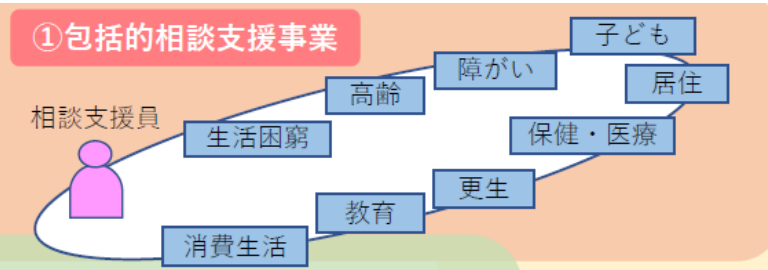 ①包括的相談支援事業
子ども
障がい
居住
高齢
相談支援員
生活困窮
保健・医療
更生
教育
消費生活